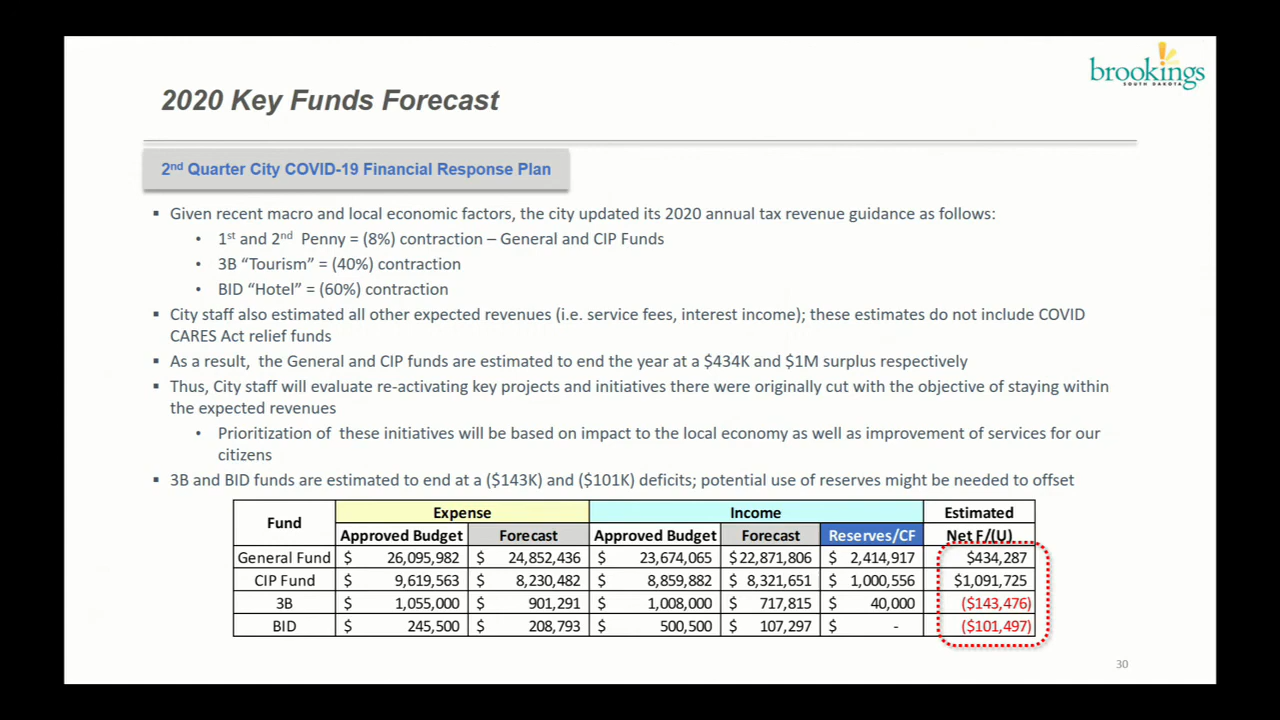 brookings
SOUTH DAKOTA
2020 Key Funds Forecast
2nd Quarter City COVID-19 Financial Response Plan
▪ Given recent macro and local economic factors, the city updated its 2020 annual tax revenue guidance as follows:
• 1st and 2nd Penny = (8%) contraction – General and CIP Funds
• 3B “Tourism” = (40%) contraction
• BID “Hotel” = (60%) contraction
▪ City staff also estimated all other expected revenues (i.e. service fees, interest income); these estimates do not include COVID
CARES Act relief funds
▪ As a result, the General and CIP funds are estimated to end the year at a $434K and $1M surplus respectively
▪ Thus, City staff will evaluate re-activating key projects and initiatives there were originally cut with the objective of staying within
the expected revenues
• Prioritization of these initiatives will be based on impact to the local economy as well as improvement of services for our
citizens
▪ 3B and BID funds are estimated to end at a ($143K) and ($101K) deficits; potential use of reserves might be needed to offset
Fund Expense Income Estimated
Approved Budget Forecast Approved Budget Forecast Reserves/CF Net F/(U)
General Fund $ 26,095,982 $ 24,852,436 $ 23,674,065 $22,871,806 $ 2,414,917 $434,287
CIP Fund $ 9,619,563 $ 8,230,482 $ 8,859,882 $ 8,321,651 $ 1,000,556 $1,091,725
3B $ 1,055,000 $ 901,291 $ 1,008,000 $ 717,815 $ 40,000 ($143,476)
BID $ 245,500 $ 208,793 $ 500,500 $ 107,297 $ - ($101,497)
30